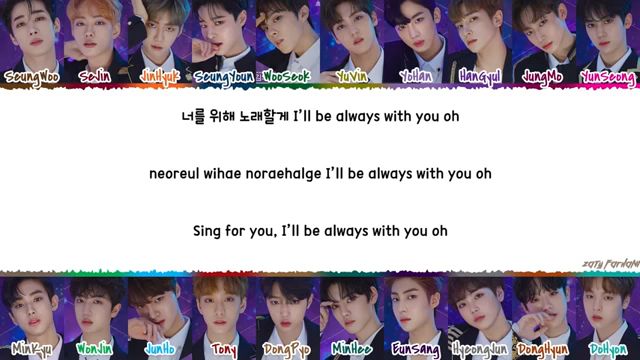 SeungWoo SeJin JinHyuk SeungYoun WooSeok YuVin YoHan HanGyul JungMo YunSeong
너를 위해 노래할게 I'll be always with you oh
neoreul wihae noraehalge I'll be always with you oh
Sing for you, I'll be always with you oh
Zaty Farhani
MinKyu WonJin JunHo Tony DongPyo MinHee EunSang HyeongJun DongHyun DoHyon